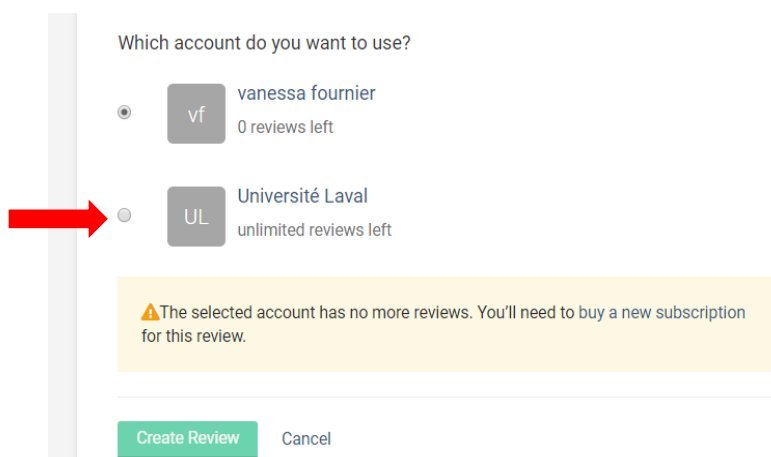 Which account do you want to use?
vf
vanessa fournier
0 reviews left
UL
Université Laval
unlimited reviews left
The selected account has no more reviews. You'll need to buy a new subscription
for this review.
Create Review Cancel